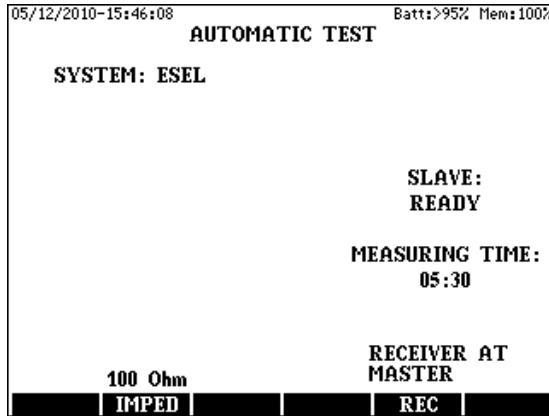 05/12/2010-15:46:08 Batt:>95% Mem:100%
AUTOMATIC TEST
SYSTEM: ESEL
SLAVE:
READY
MEASURING TIME:
05:30
RECEIVER AT
MASTER
100 Ohm
IMPED REC